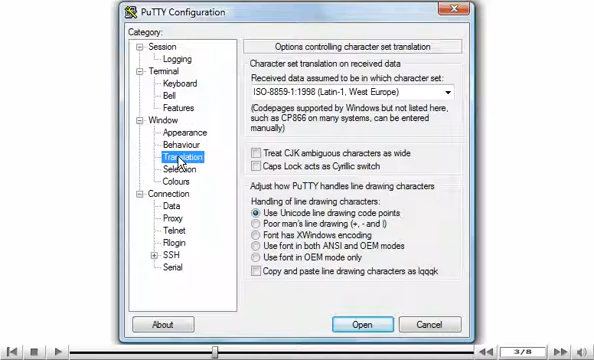 PuTTY Configuration
Category:
Session
Logging
Terminal
Keyboard
Bell
Features
Window
Appearance
Behaviour
Translation
Selection
Colours
Connection
Data
Proxy
Telnet
Rlogin
SSH
Serial
Options controlling character set translation
Character set translation on received data
Received data assumed to be in which character set:
ISO-8859-1:1998 (Latin-1, West Europe)
(Codepages supported by Windows but not listed here,
such as CP866 on many systems, can be entered
manually)
Treat CJK ambiguous characters as wide
Caps Lock acts as Cyrillic switch
Adjust how PuTTY handles line drawing characters
Handling of line drawing characters:
Use Unicode line drawing code points
Poor man's line drawing (+, - and |)
Font has XWindows encoding
Use font in both ANSI and OEM modes
Use font in OEM mode only
Copy and paste line drawing characters as lqqqk
About
Open
Cancel
3/8